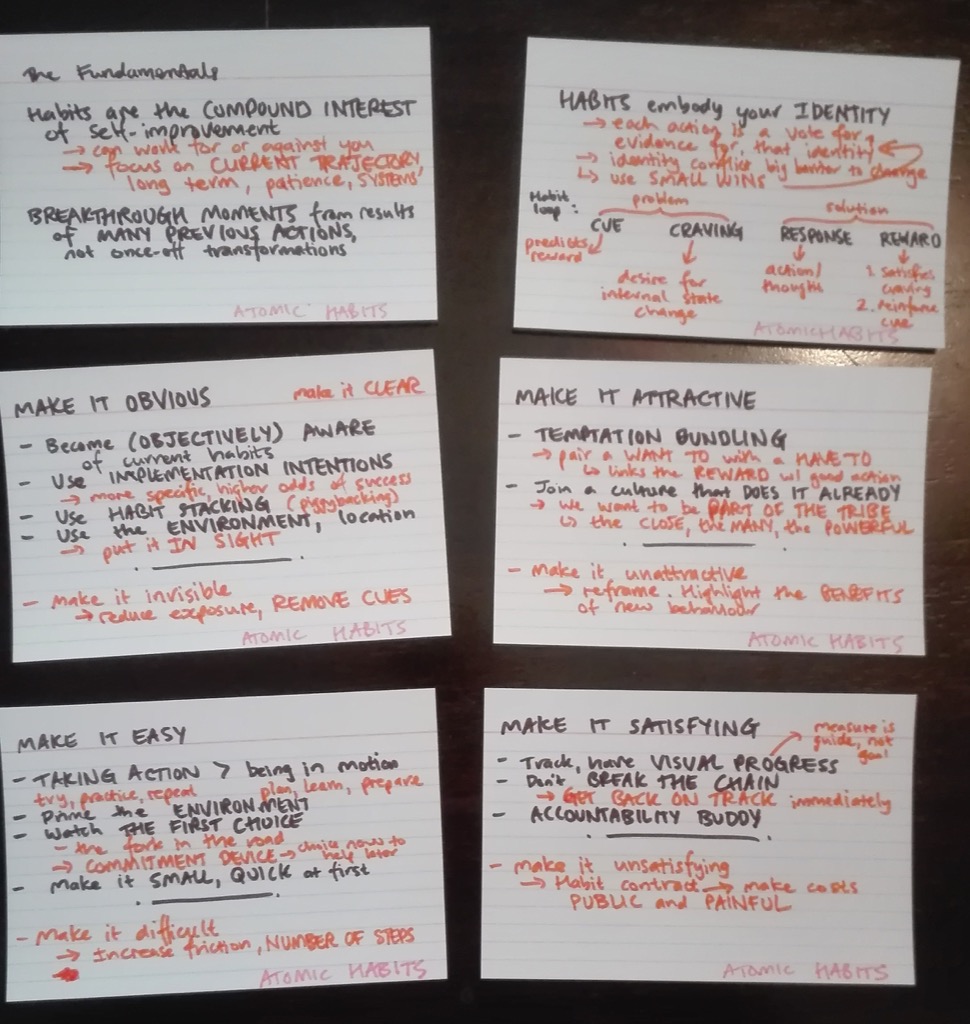 The Fundamentals
Habits are the COMPOUND INTEREST
of self-improvement
→ can work for or against you
→ focus on CURRENT TRAJECTORY,
long term, patience, SYSTEMS
BREAKTHROUGH MOMENTS from results
of MANY PREVIOUS ACTIONS,
not once-off transformations
ATOMIC HABITS
HABITS embody your IDENTITY
→ each action is a vote for,
evidence for, that identity
→ identity conflict big barrier to change
↳ use SMALL WINS
Habit loop:
problem
solution
CUE CRAVING RESPONSE REWARD
predicts reward
desire for
internal state
change
action/
thought
1. satisfies
craving
2. reinforce
cue
ATOMIC HABITS
MAKE IT OBVIOUS make it CLEAR
- Become (OBJECTIVELY) AWARE
of current habits
- Use IMPLEMENTATION INTENTIONS
→ more specific, higher odds of success
- Use HABIT STACKING (piggybacking)
- Use the ENVIRONMENT, location
→ put it IN SIGHT
- Make it invisible
→ reduce exposure, REMOVE CUES
ATOMIC HABITS
MAKE IT ATTRACTIVE
- TEMPTATION BUNDLING
→ pair a WANT TO with a HAVE TO
↳ links the REWARD w/ good action
- Join a culture that DOES IT ALREADY
→ we want to be PART OF THE TRIBE
↳ the CLOSE, the MANY, the POWERFUL
- Make it unattractive
→ reframe. Highlight the BENEFITS
of new behaviour
ATOMIC HABITS
MAKE IT EASY
- TAKING ACTION > being in motion
try, practice, repeat plan, learn, prepare
- Prime the ENVIRONMENT
- Watch THE FIRST CHOICE
- the fork in the road
→ COMMITMENT DEVICE → choice now to
help later
- Make it SMALL, QUICK at first
- Make it difficult
→ Increase friction, NUMBER OF STEPS
ATOMIC HABITS
MAKE IT SATISFYING
measure is
guide, not
goal
- Track, have VISUAL PROGRESS
- Don't BREAK THE CHAIN
→ GET BACK ON TRACK immediately
- ACCOUNTABILITY BUDDY
- make it unsatisfying
→ Habit contract → make costs
PUBLIC and PAINFUL
ATOMIC HABITS